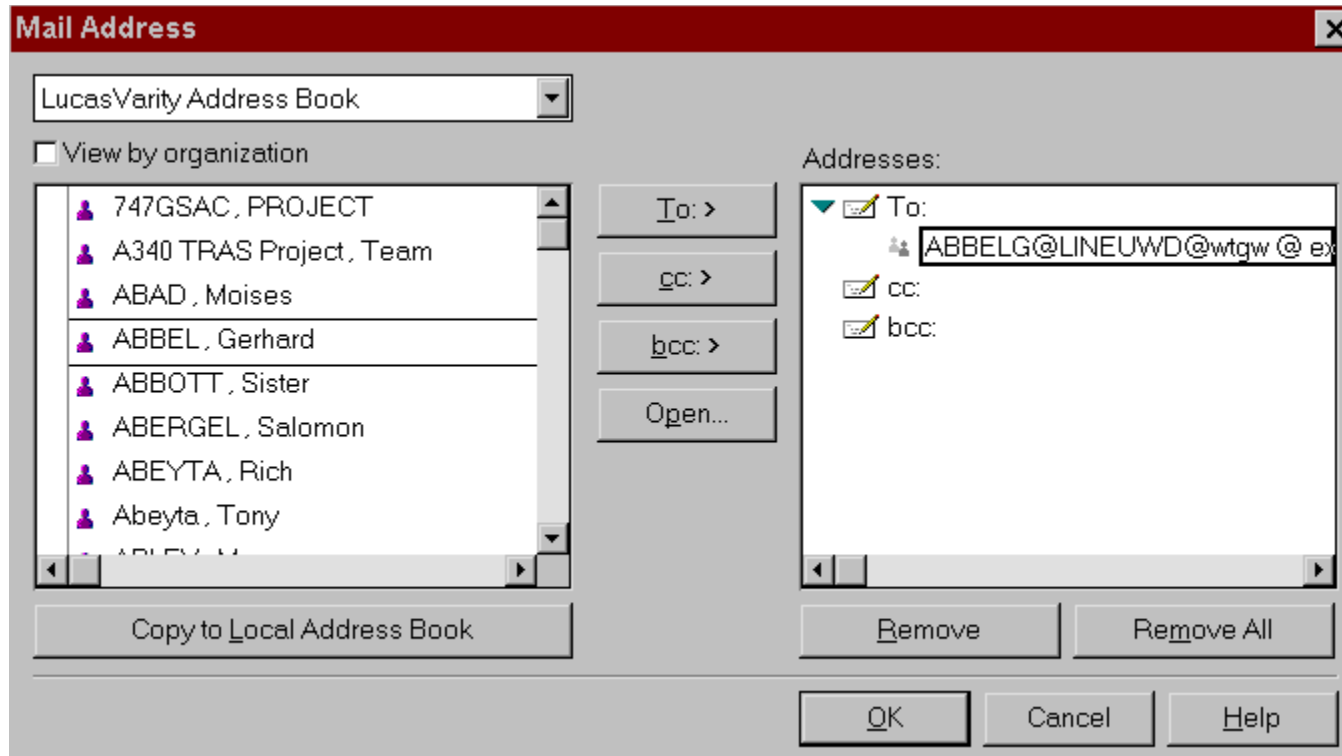 Mail Address
LucasVarity Address Book
View by organization
747GSAC, PROJECT
A340 TRAS Project, Team
ABAD, Moises
ABBEL, Gerhard
ABBOTT, Sister
ABERGEL, Salomon
ABEYTA, Rich
Abeyta, Tony
To: >
cc: >
bcc: >
Open...
Addresses:
To:
ABBELG@LINEUWD@wtgw @ ex
cc:
bcc:
Copy to Local Address Book
Remove
Remove All
OK
Cancel
Help